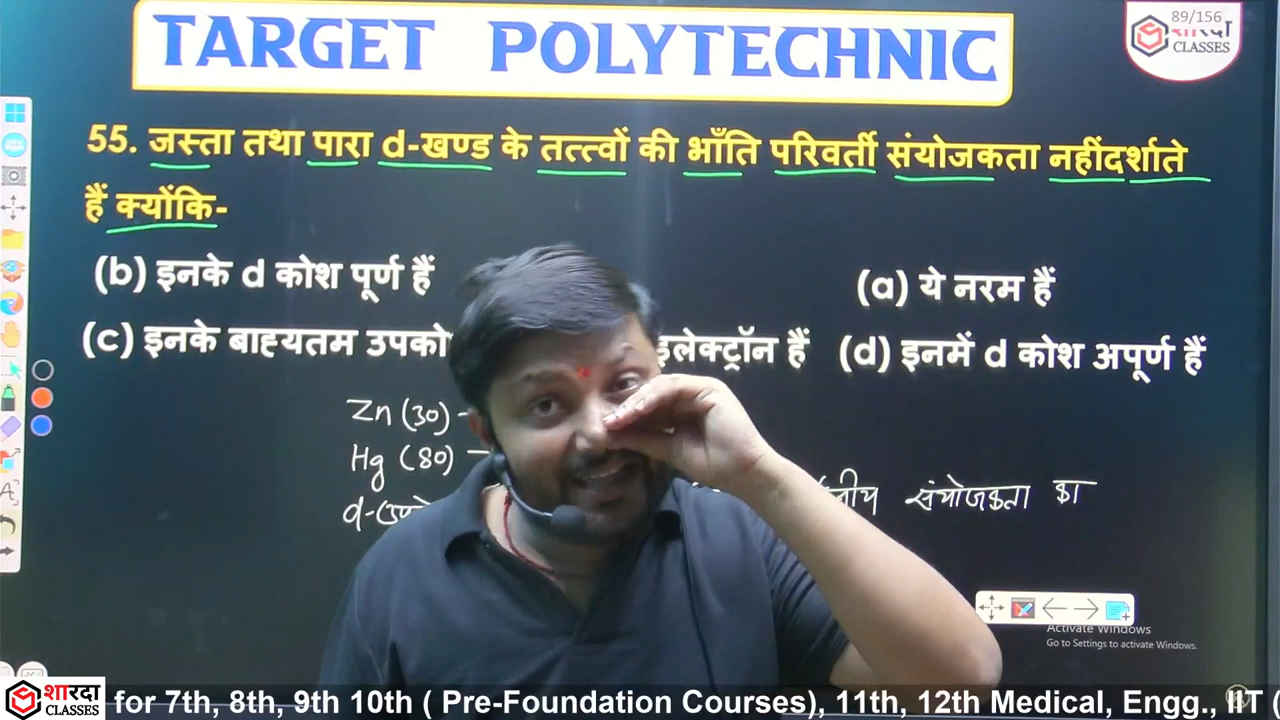 TARGET POLYTECHNIC
89/156
शारदा
CLASSES
55. जस्ता तथा पारा d-खण्ड के तत्त्वों की भाँति परिवर्ती संयोजकता नहींदर्शाते
हैं क्योंकि-
(b) इनके d कोश पूर्ण हैं (a) ये नरम हैं
(c) इनके बाह्यतम इलेक्ट्रॉन हैं (d) इनमें d कोश अपूर्ण हैं
Zn (30) -
Hg (80) -
संयोजकता का
Activate Windows
Go to Settings to activate Windows.
शारदा
CLASSES
for 7th, 8th, 9th 10th ( Pre-Foundation Courses), 11th, 12th Medical, Engg., IIT (